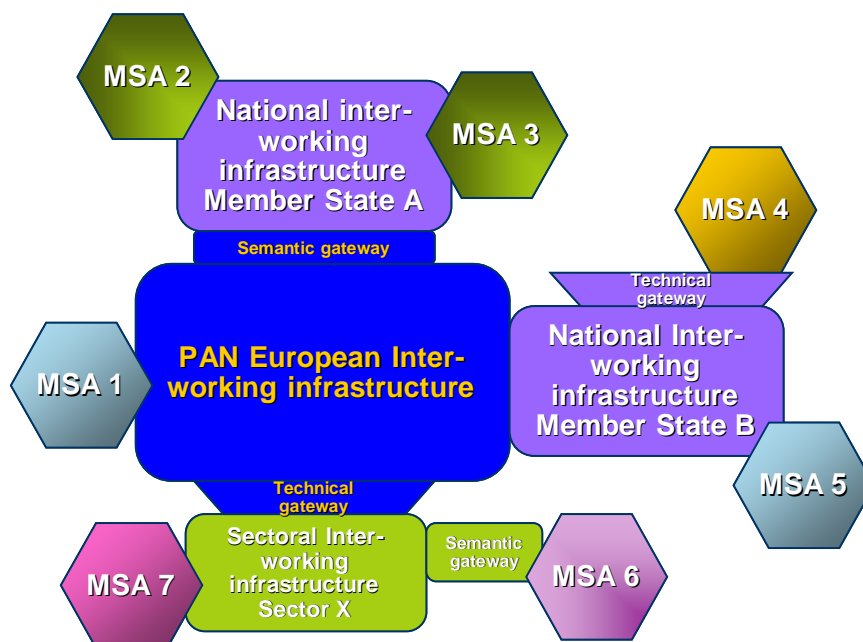 MSA 2
National inter-
working
infrastructure
Member State A
MSA 3
MSA 4
Semantic gateway
Technical
gateway
PAN European Inter-
working infrastructure
National Inter-
working
infrastructure
Member State B
MSA 1
MSA 5
Technical
gateway
Sectoral Inter-
working
infrastructure
Sector X
Semantic
gateway
MSA 7
MSA 6